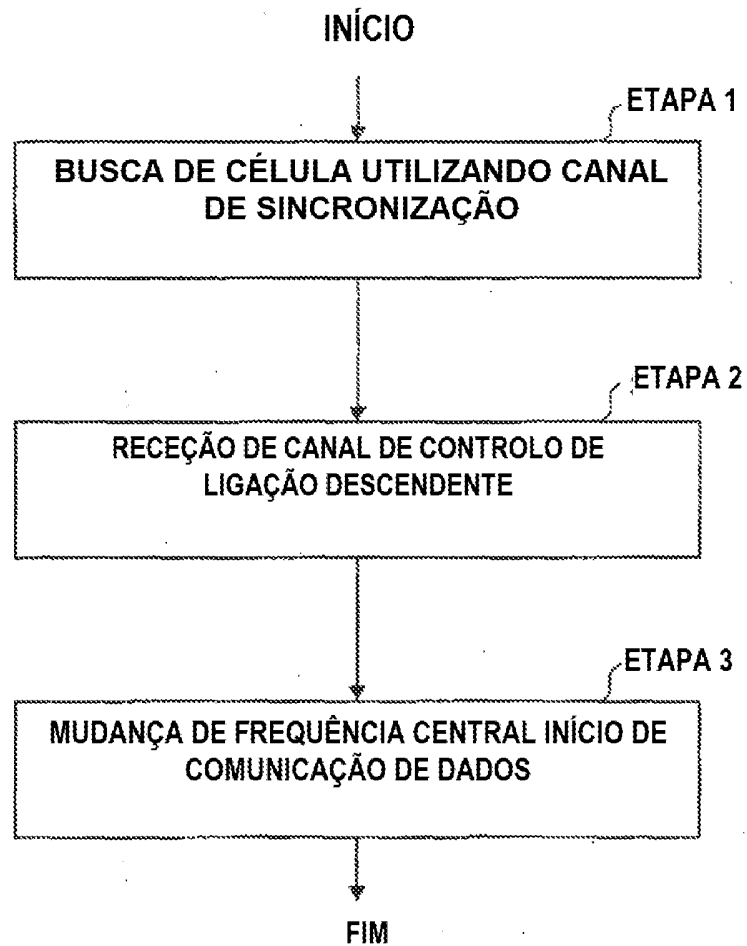 INÍCIO
ETAPA 1
BUSCA DE CÉLULA UTILIZANDO CANAL
DE SINCRONIZAÇÃO
ETAPA 2
RECEÇÃO DE CANAL DE CONTROLO DE
LIGAÇÃO DESCENDENTE
ETAPA 3
MUDANÇA DE FREQUÊNCIA CENTRAL INÍCIO DE
COMUNICAÇÃO DE DADOS
FIM